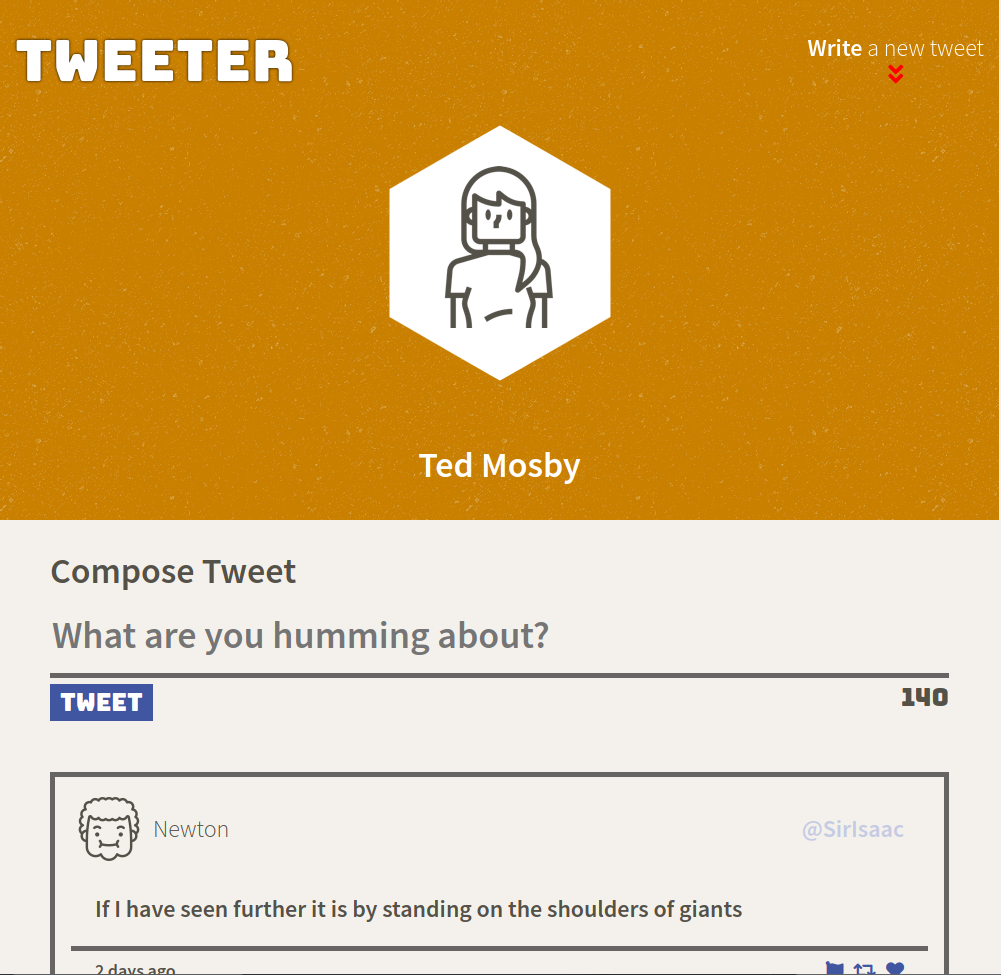 TWEETER
Write a new tweet
Ted Mosby
Compose Tweet
What are you humming about?
TWEET
140
Newton
@SirIsaac
If I have seen further it is by standing on the shoulders of giants
2 days ago